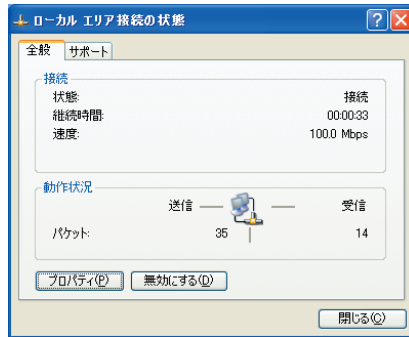 ローカル エリア接続の状態
全般 サポート
接続
状態: 接続
継続時間: 00:00:33
速度: 100.0 Mbps
動作状況
送信 受信
パケット: 35 14
プロパティ(P) 無効にする(D)
閉じる(C)